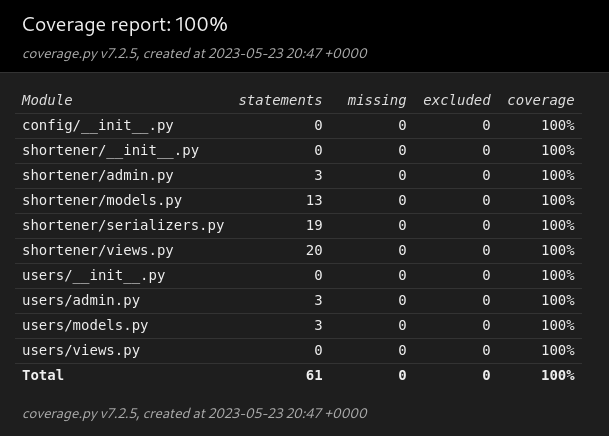 Coverage report: 100%
coverage.py v7.2.5, created at 2023-05-23 20:47 +0000
Module statements missing excluded coverage
config/__init__.py 0 0 0 100%
shortener/__init__.py 0 0 0 100%
shortener/admin.py 3 0 0 100%
shortener/models.py 13 0 0 100%
shortener/serializers.py 19 0 0 100%
shortener/views.py 20 0 0 100%
users/__init__.py 0 0 0 100%
users/admin.py 3 0 0 100%
users/models.py 3 0 0 100%
users/views.py 0 0 0 100%
Total 61 0 0 100%
coverage.py v7.2.5, created at 2023-05-23 20:47 +0000